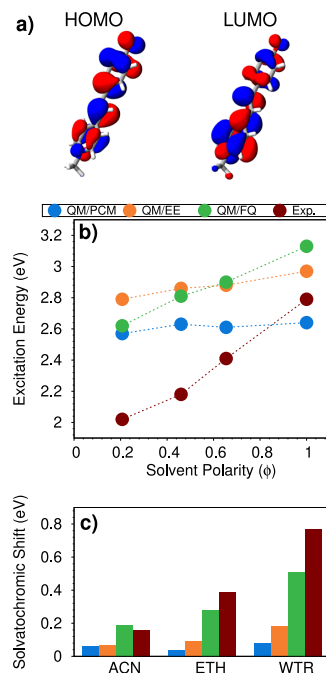 a) HOMO LUMO
QM/PCM QM/EE QM/FQ Exp.
b)
3.2
3
2.8
2.6
2.4
2.2
2
Excitation Energy (eV)
0 0.2 0.4 0.6 0.8 1
Solvent Polarity (ϕ)
c)
0.8
0.6
0.4
0.2
0
Solvatochromic Shift (eV)
ACN ETH WTR